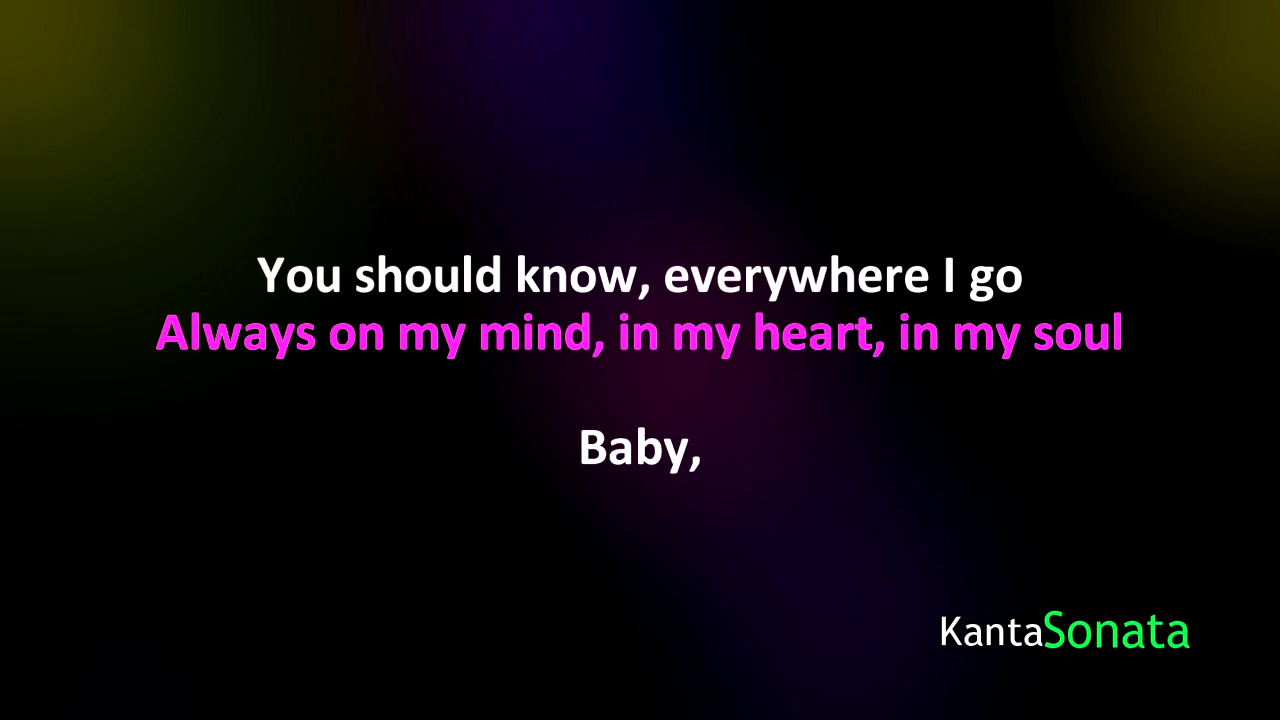 You should know, everywhere I go
Always on my mind, in my heart, in my soul
Baby,
KantaSonata